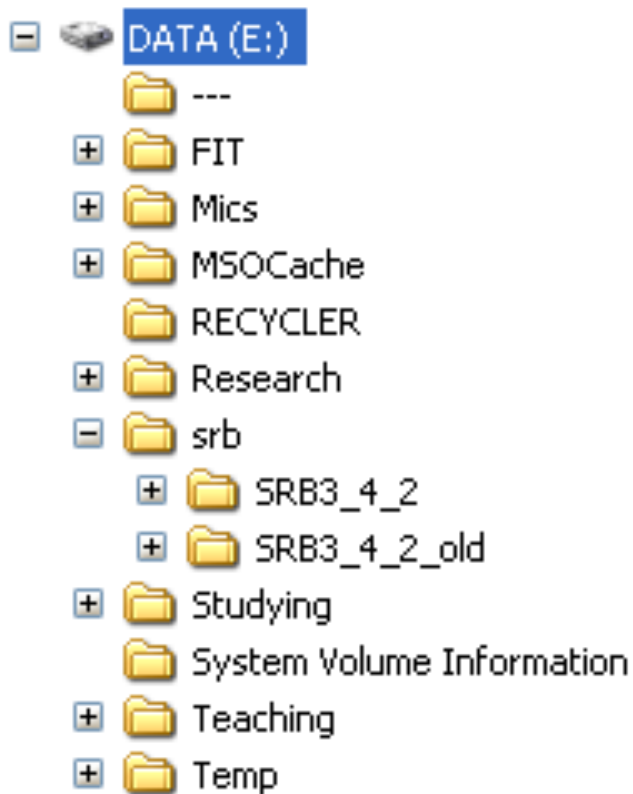 DATA (E:)
---
FIT
Mics
MSOCache
RECYCLER
Research
srb
SRB3_4_2
SRB3_4_2_old
Studying
System Volume Information
Teaching
Temp